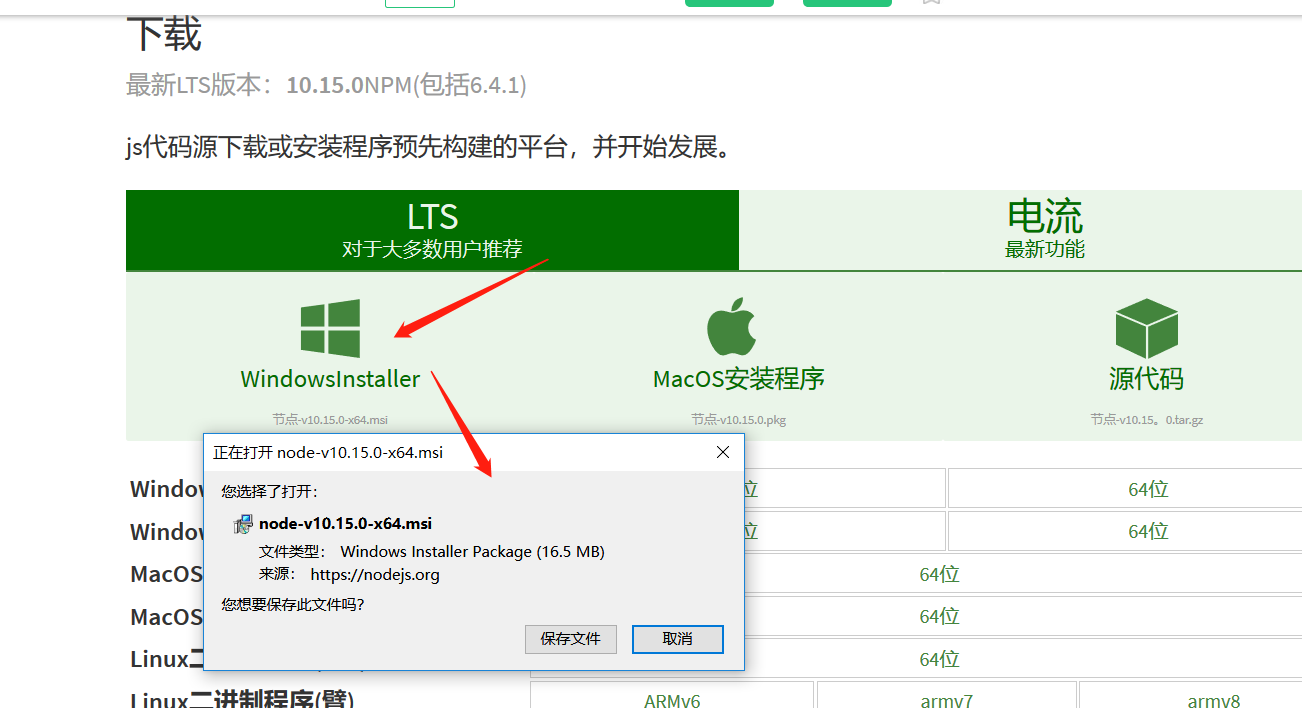 下载
最新LTS版本：10.15.0NPM(包括6.4.1)
js代码源下载或安装程序预先构建的平台，并开始发展。
LTS
对于大多数用户推荐
电流
最新功能
WindowsInstaller
MacOS安装程序
源代码
节点-v10.15.0-x64.msi
节点-v10.15.0.pkg
节点-v10.15。0.tar.gz
正在打开 node-v10.15.0-x64.msi
您选择了打开:
node-v10.15.0-x64.msi
文件类型: Windows Installer Package (16.5 MB)
来源: https://nodejs.org
您想要保存此文件吗?
保存文件
取消
位
64位
位
64位
MacOS
64位
MacOS
64位
Linux二
64位
Linux二进制程序(臂)
ARMv6
armv7
armv8